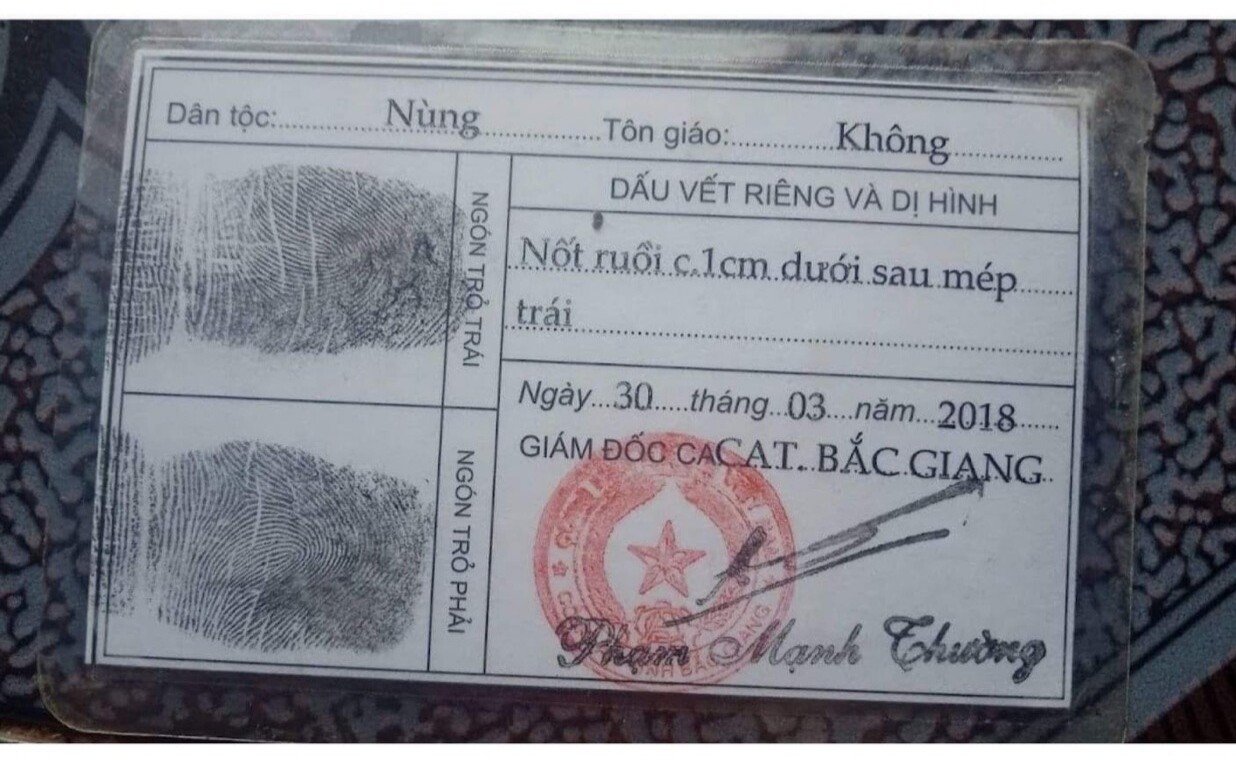 Dân tộc: Nùng Tôn giáo: Không
NGÓN TRỎ TRÁI
DẤU VẾT RIÊNG VÀ DỊ HÌNH
Nốt ruồi c.1cm dưới sau mép
trái
NGÓN TRỎ PHẢI
Ngày 30 tháng 03 năm 2018
GIÁM ĐỐC CA CAT. BẮC GIANG
Phạm Mạnh Thường